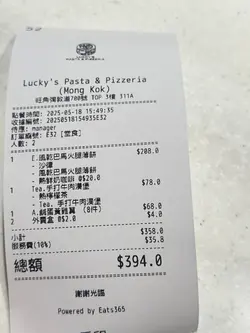 Lucky's Pasta & Pizzeria
(Mong Kok)
旺角彌敦道700號 TOP 3樓 311A
點餐時間: 2025-05-18 15:49:35
收據編號: 20250518154935E32
侍應: manager
訂單編號: E32 [堂食]
人數: 2
1 E.風乾巴馬火腿薄餅 $208.0
- 沙律
- 風乾巴馬火腿薄餅
- 熱鮮奶咖啡 @$20.0
1 Tea.手打牛肉漢堡 $78.0
- 熱檸檬茶
- Tea. 手打牛肉漢堡
1 A.鍋蛋黃雞翼 (8件) $68.0
2 外賣盒 @$2.0 $4.0
小計 $358.0
服務費(10%) $35.8
總額 $394.0
謝謝光臨
Powered by Eats365